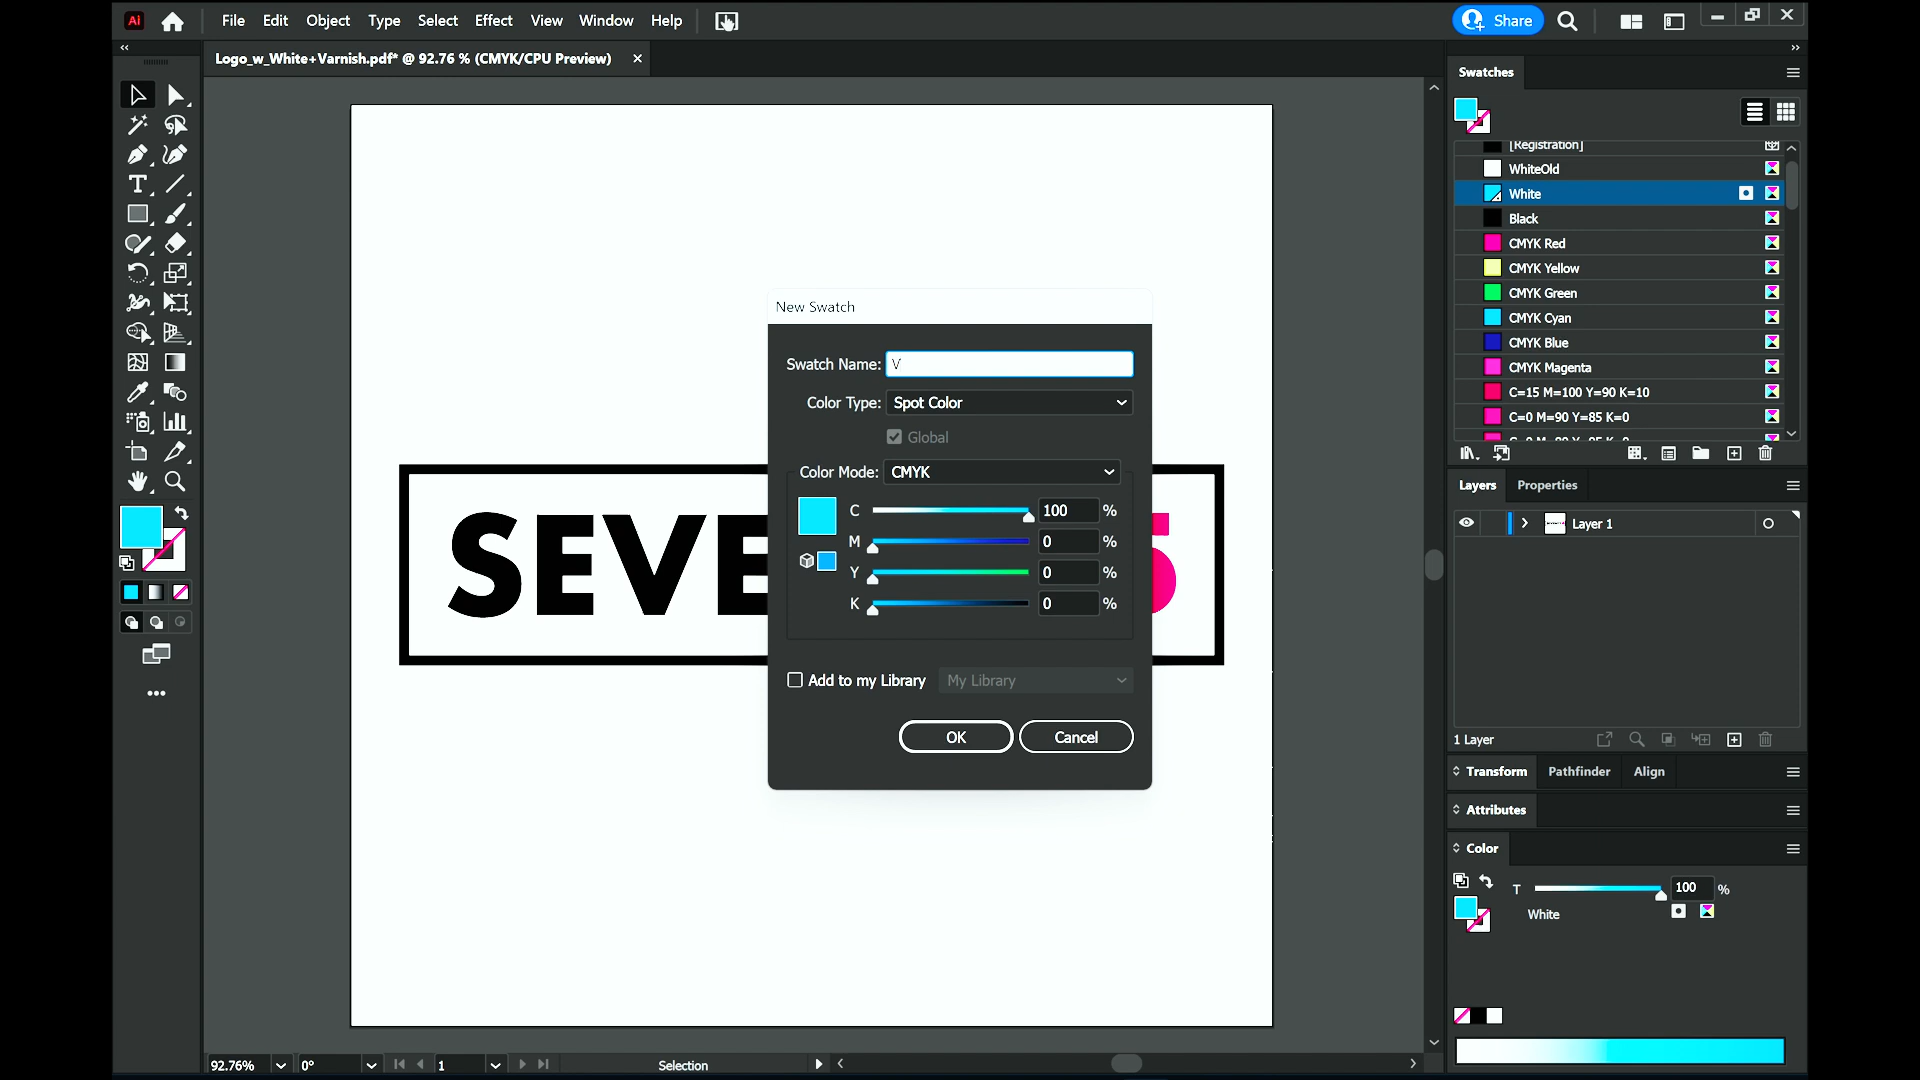 Ai File Edit Object Type Select Effect View Window Help Share
Logo_w_White+Varnish.pdf* @ 92.76 % (CMYK/CPU Preview)
Swatches
[Registration]
WhiteOld
White
Black
CMYK Red
CMYK Yellow
CMYK Green
CMYK Cyan
CMYK Blue
CMYK Magenta
C=15 M=100 Y=90 K=10
C=0 M=90 Y=85 K=0
New Swatch
Swatch Name: V
Color Type: Spot Color
Global
Color Mode: CMYK
C 100 %
M 0 %
Y 0 %
K 0 %
Add to my Library My Library
OK Cancel
SEVE 5
Layers Properties
Layer 1
1 Layer
Transform Pathfinder Align
Attributes
Color
T 100 %
White
92.76% 0° 1 Selection